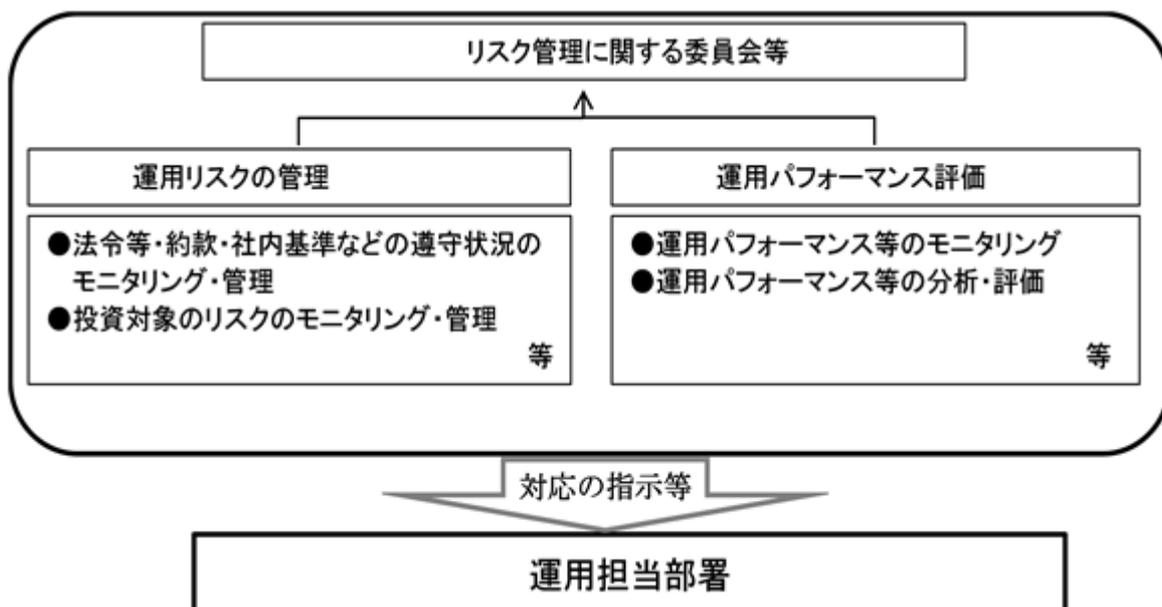 リスク管理に関する委員会等
運用リスクの管理
●法令等・約款・社内基準などの遵守状況の
モニタリング・管理
●投資対象のリスクのモニタリング・管理
等
運用パフォーマンス評価
●運用パフォーマンス等のモニタリング
●運用パフォーマンス等の分析・評価
等
対応の指示等
運用担当部署